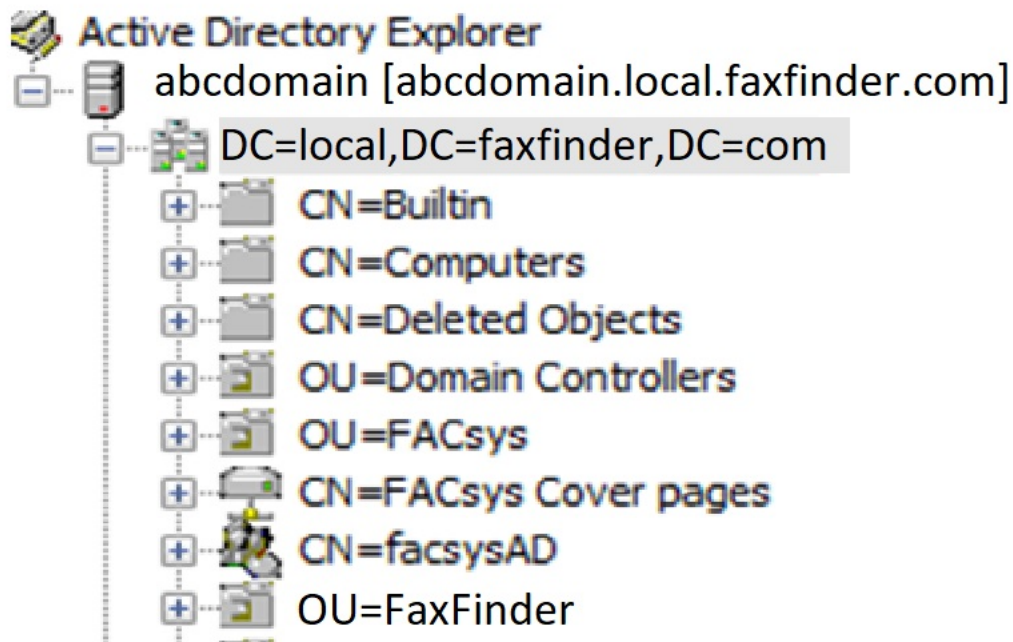 Active Directory Explorer
abcdomain [abcdomain.local.faxfinder.com]
DC=local,DC=faxfinder,DC=com
CN=Builtin
CN=Computers
CN=Deleted Objects
OU=Domain Controllers
OU=FACsys
CN=FACsys Cover pages
CN=facsysAD
OU=FaxFinder